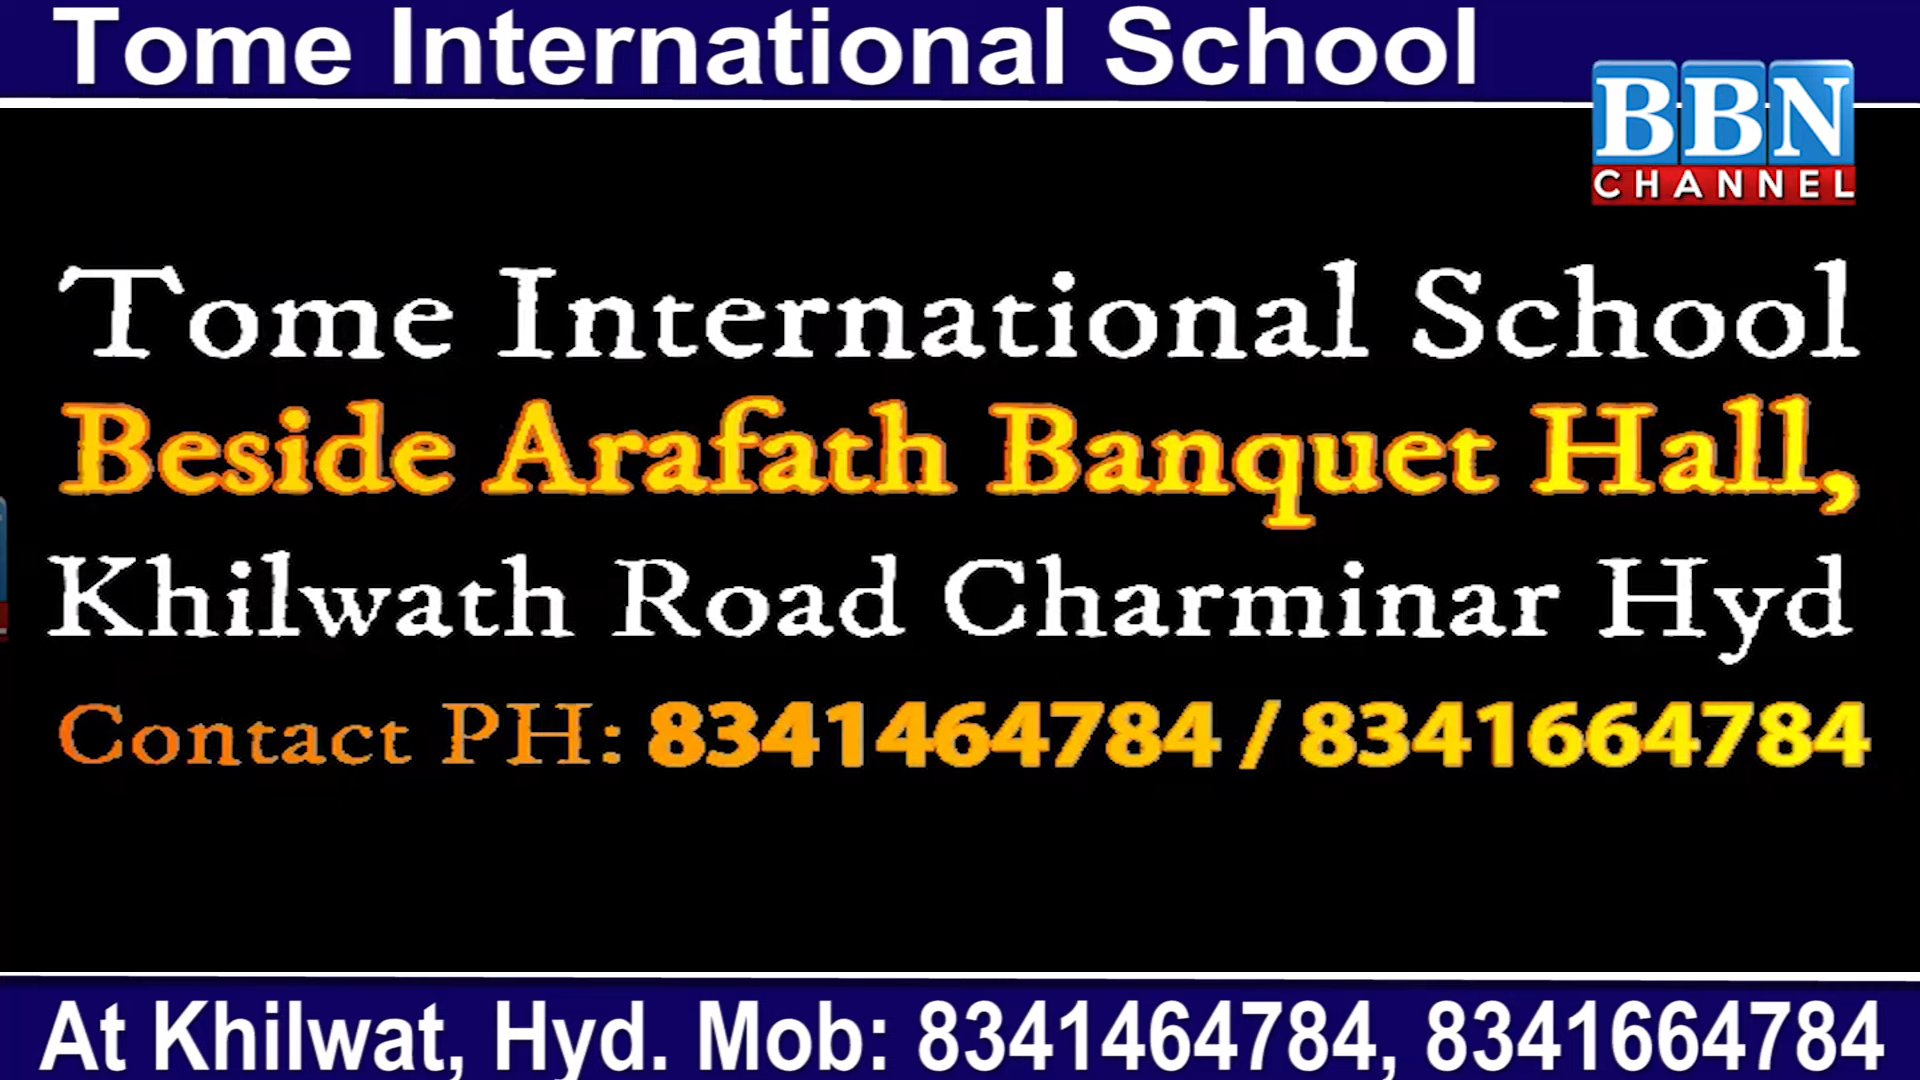 Tome International School
BBN
CHANNEL
Tome International School
Beside Arafath Banquet Hall,
Khilwath Road Charminar Hyd
Contact PH: 8341464784 / 8341664784
At Khilwat, Hyd. Mob: 8341464784, 8341664784